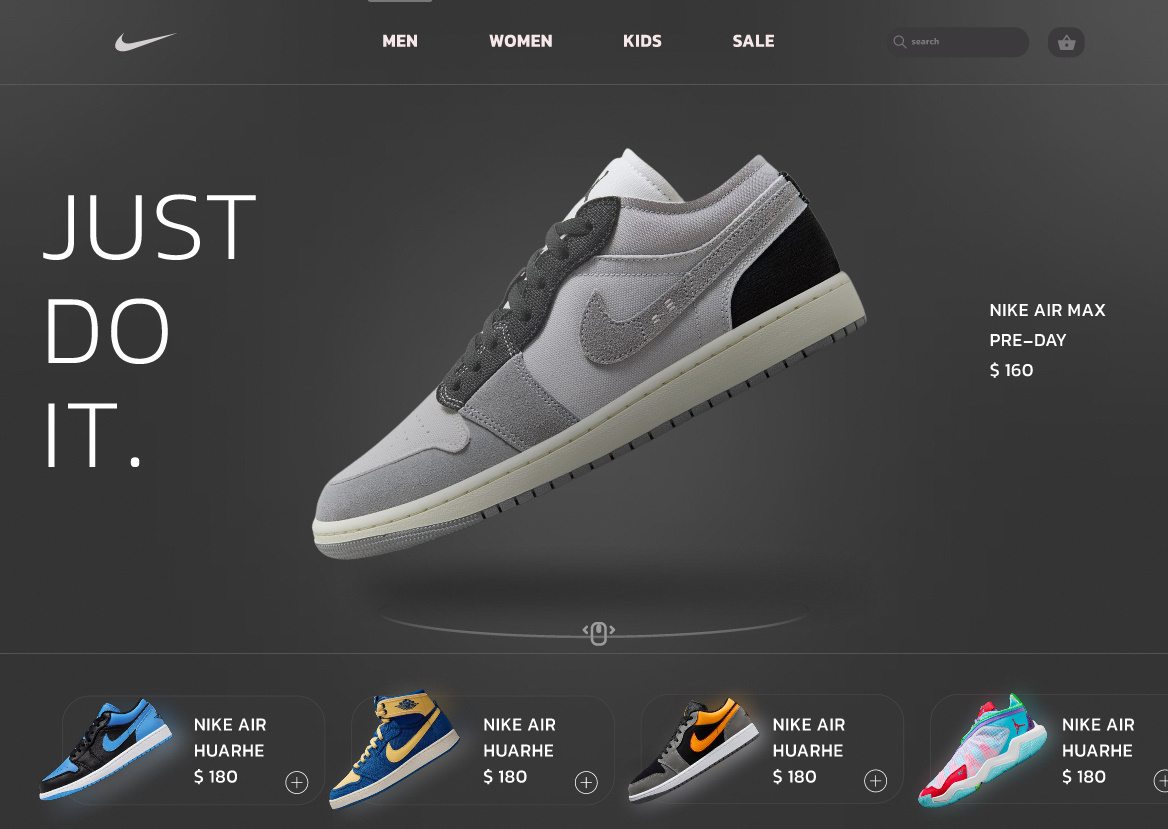 MEN
WOMEN
KIDS
SALE
search
JUST
DO
IT.
NIKE AIR MAX
PRE-DAY
$ 160
NIKE AIR
HUARHE
$ 180
NIKE AIR
HUARHE
$ 180
NIKE AIR
HUARHE
$ 180
NIKE AIR
HUARHE
$ 180